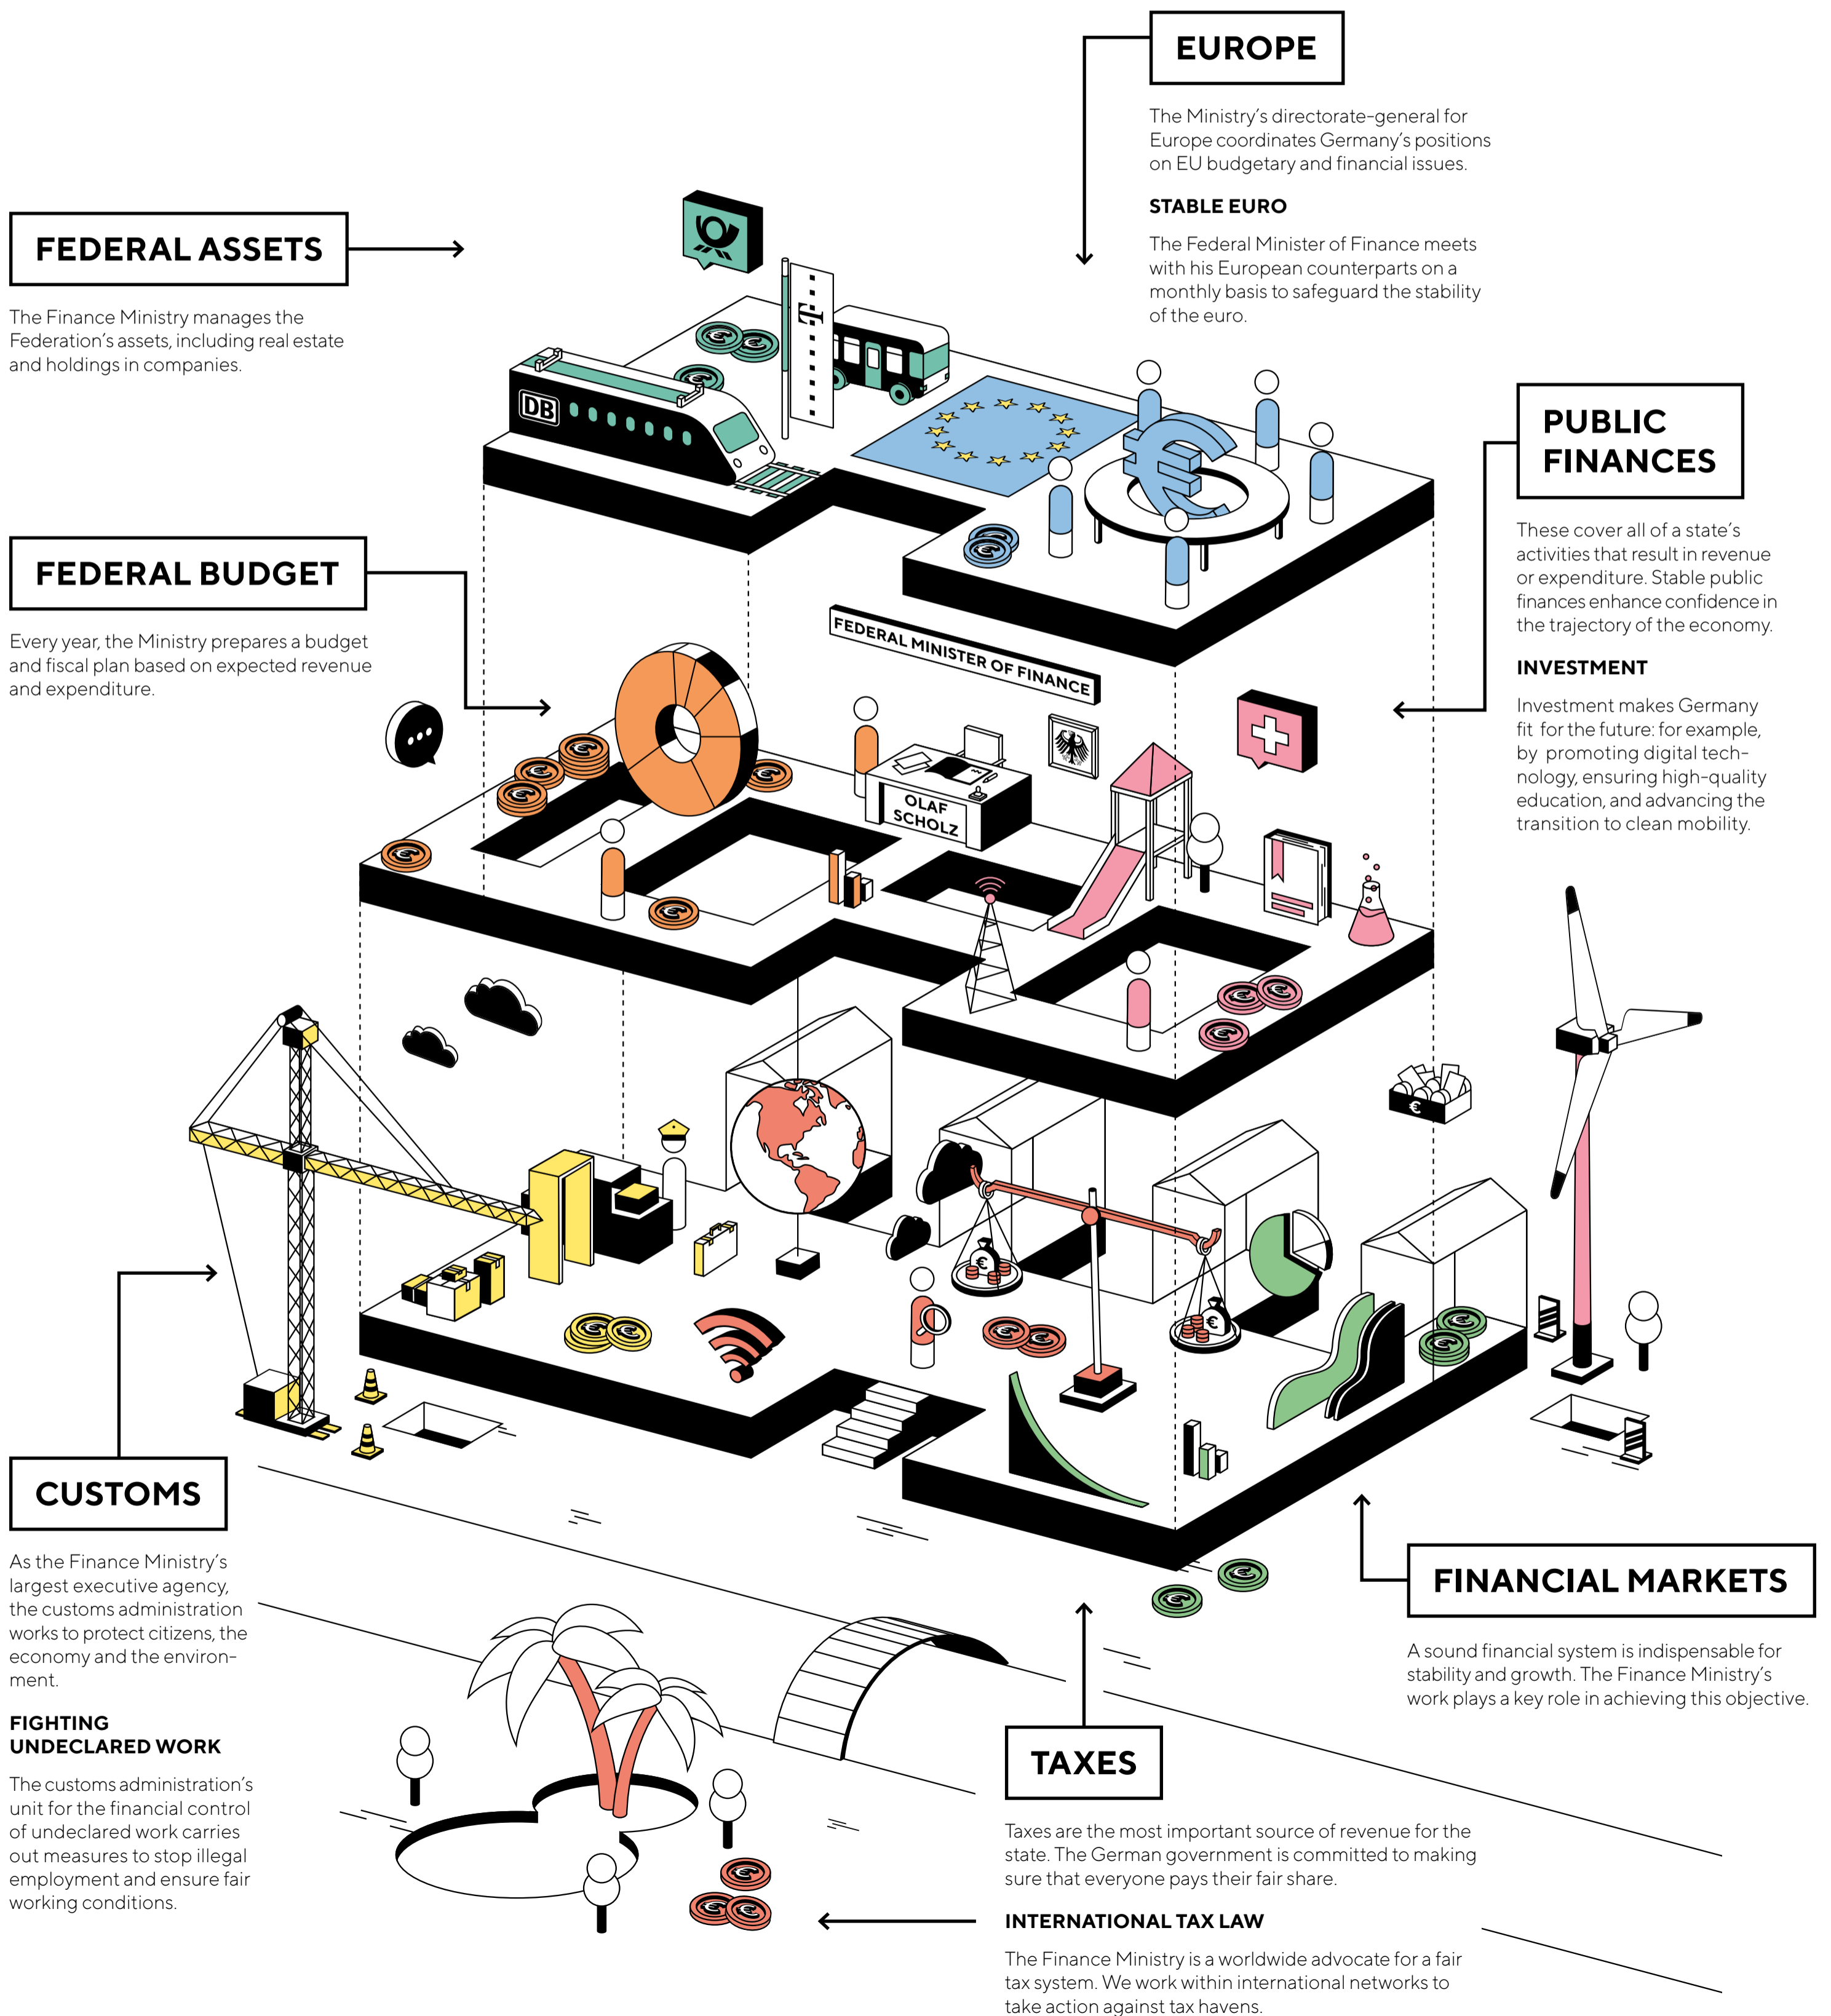 EUROPE
The Ministry's directorate-general for
Europe coordinates Germany's positions
on EU budgetary and financial issues.
STABLE EURO
The Federal Minister of Finance meets
with his European counterparts on a
monthly basis to safeguard the stability
of the euro.
FEDERAL ASSETS
The Finance Ministry manages the
Federation's assets, including real estate
and holdings in companies.
T
DB
€
PUBLIC
FINANCES
These cover all of a state's
activities that result in revenue
or expenditure. Stable public
finances enhance confidence in
the trajectory of the economy.
INVESTMENT
Investment makes Germany
fit for the future: for example,
by promoting digital tech-
nology, ensuring high-quality
education, and advancing the
transition to clean mobility.
FEDERAL BUDGET
Every year, the Ministry prepares a budget
and fiscal plan based on expected revenue
and expenditure.
FEDERAL MINISTER OF FINANCE
OLAF
SCHOLZ
€
€
€
CUSTOMS
As the Finance Ministry's
largest executive agency,
the customs administration
works to protect citizens, the
economy and the environ-
ment.
FIGHTING
UNDECLARED WORK
The customs administration's
unit for the financial control
of undeclared work carries
out measures to stop illegal
employment and ensure fair
working conditions.
FINANCIAL MARKETS
A sound financial system is indispensable for
stability and growth. The Finance Ministry's
work plays a key role in achieving this objective.
TAXES
Taxes are the most important source of revenue for the
state. The German government is committed to making
sure that everyone pays their fair share.
INTERNATIONAL TAX LAW
The Finance Ministry is a worldwide advocate for a fair
tax system. We work within international networks to
take action against tax havens.